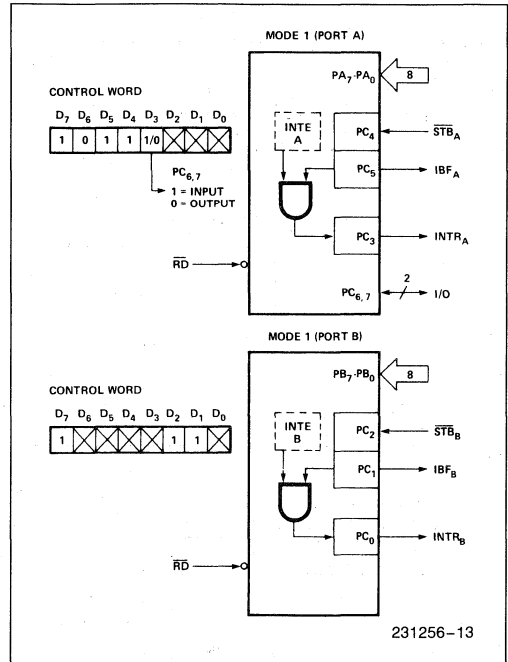 MODE 1 (PORT A)
PA7-PA0
8
CONTROL WORD
D7 D6 D5 D4 D3 D2 D1 D0
1 0 1 1 1/0
PC6,7
1 = INPUT
0 = OUTPUT
INTE
A
PC4
STBA
PC5
IBFA
PC3
INTRA
RD
PC6,7
2
I/O
MODE 1 (PORT B)
PB7-PB0
8
CONTROL WORD
D7 D6 D5 D4 D3 D2 D1 D0
1 1 1
INTE
B
PC2
STBB
PC1
IBFB
PC0
INTRB
RD
231256–13